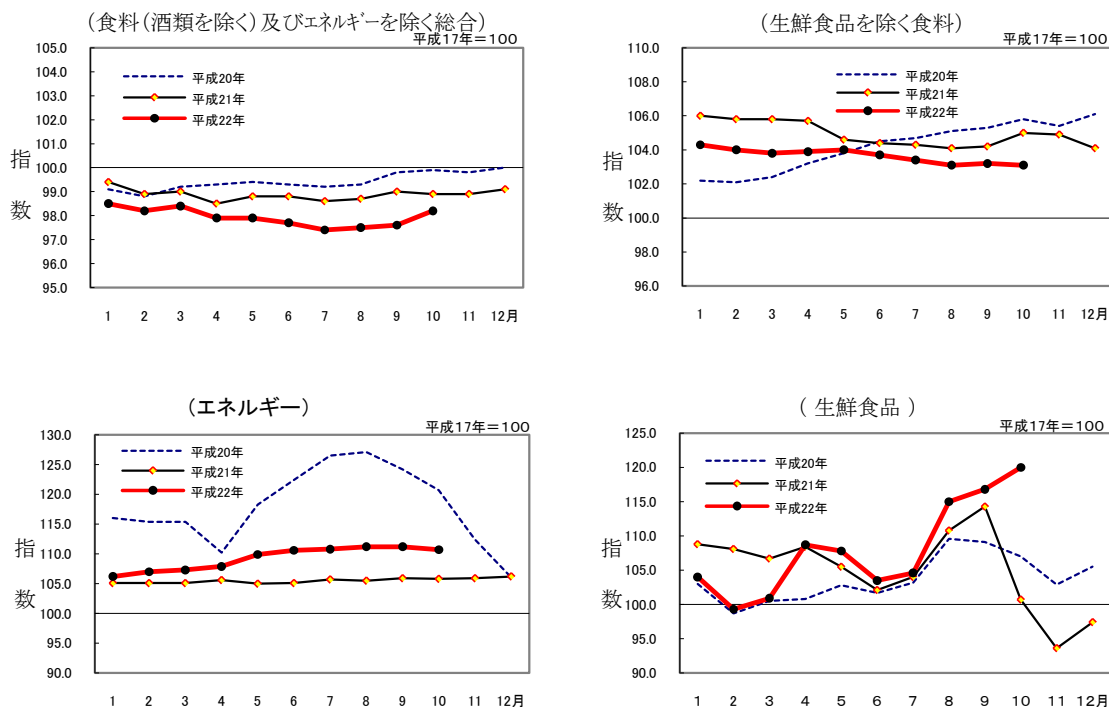 (食料(酒類を除く)及びエネルギーを除く総合)
平成17年=100
105.0
104.0
103.0
102.0
101.0
100.0
99.0
98.0
97.0
96.0
95.0
指
数
平成20年
平成21年
平成22年
1 2 3 4 5 6 7 8 9 10 11 12月
(生鮮食品を除く食料)
平成17年=100
110.0
108.0
106.0
104.0
102.0
100.0
98.0
96.0
指
数
平成20年
平成21年
平成22年
1 2 3 4 5 6 7 8 9 10 11 12月
(エネルギー)
平成17年=100
130.0
125.0
120.0
115.0
110.0
105.0
100.0
95.0
90.0
指
数
平成20年
平成21年
平成22年
1 2 3 4 5 6 7 8 9 10 11 12月
( 生鮮食品 )
平成17年=100
125.0
120.0
115.0
110.0
105.0
100.0
95.0
90.0
指
数
平成20年
平成21年
平成22年
1 2 3 4 5 6 7 8 9 10 11 12月